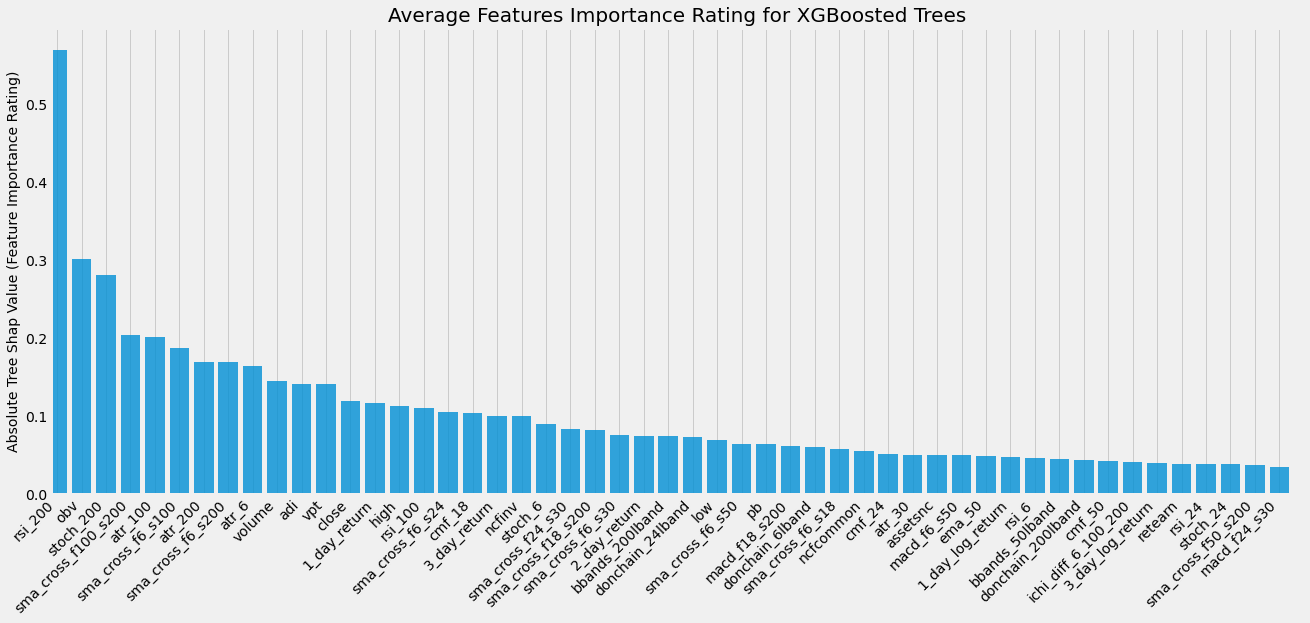 Average Features Importance Rating for XGBoosted Trees
Absolute Tree Shap Value (Feature Importance Rating)
0.5
0.4
0.3
0.2
0.1
0.0
rsi_200
obv
stoch_200
sma_cross_f100_s200
atr_100
sma_cross_f6_s100
atr_200
sma_cross_f6_s200
atr_6
volume
adi
vpt
close
1_day_return
high
rsi_100
sma_cross_f6_s24
cmf_18
3_day_return
ncfinv
stoch_6
sma_cross_f24_s30
sma_cross_f18_s200
sma_cross_f6_s30
2_day_return
bbands_200lband
donchain_24lband
low
sma_cross_f6_s50
pb
macd_f18_s200
donchain_6lband
sma_cross_f6_s18
ncfcommon
cmf_24
atr_30
assetsnc
macd_f6_s50
ema_50
1_day_log_return
rsi_6
bbands_50lband
donchain_200lband
cmf_50
ichi_diff_6_100_200
3_day_log_return
retearn
rsi_24
stoch_24
sma_cross_f50_s200
macd_f24_s30